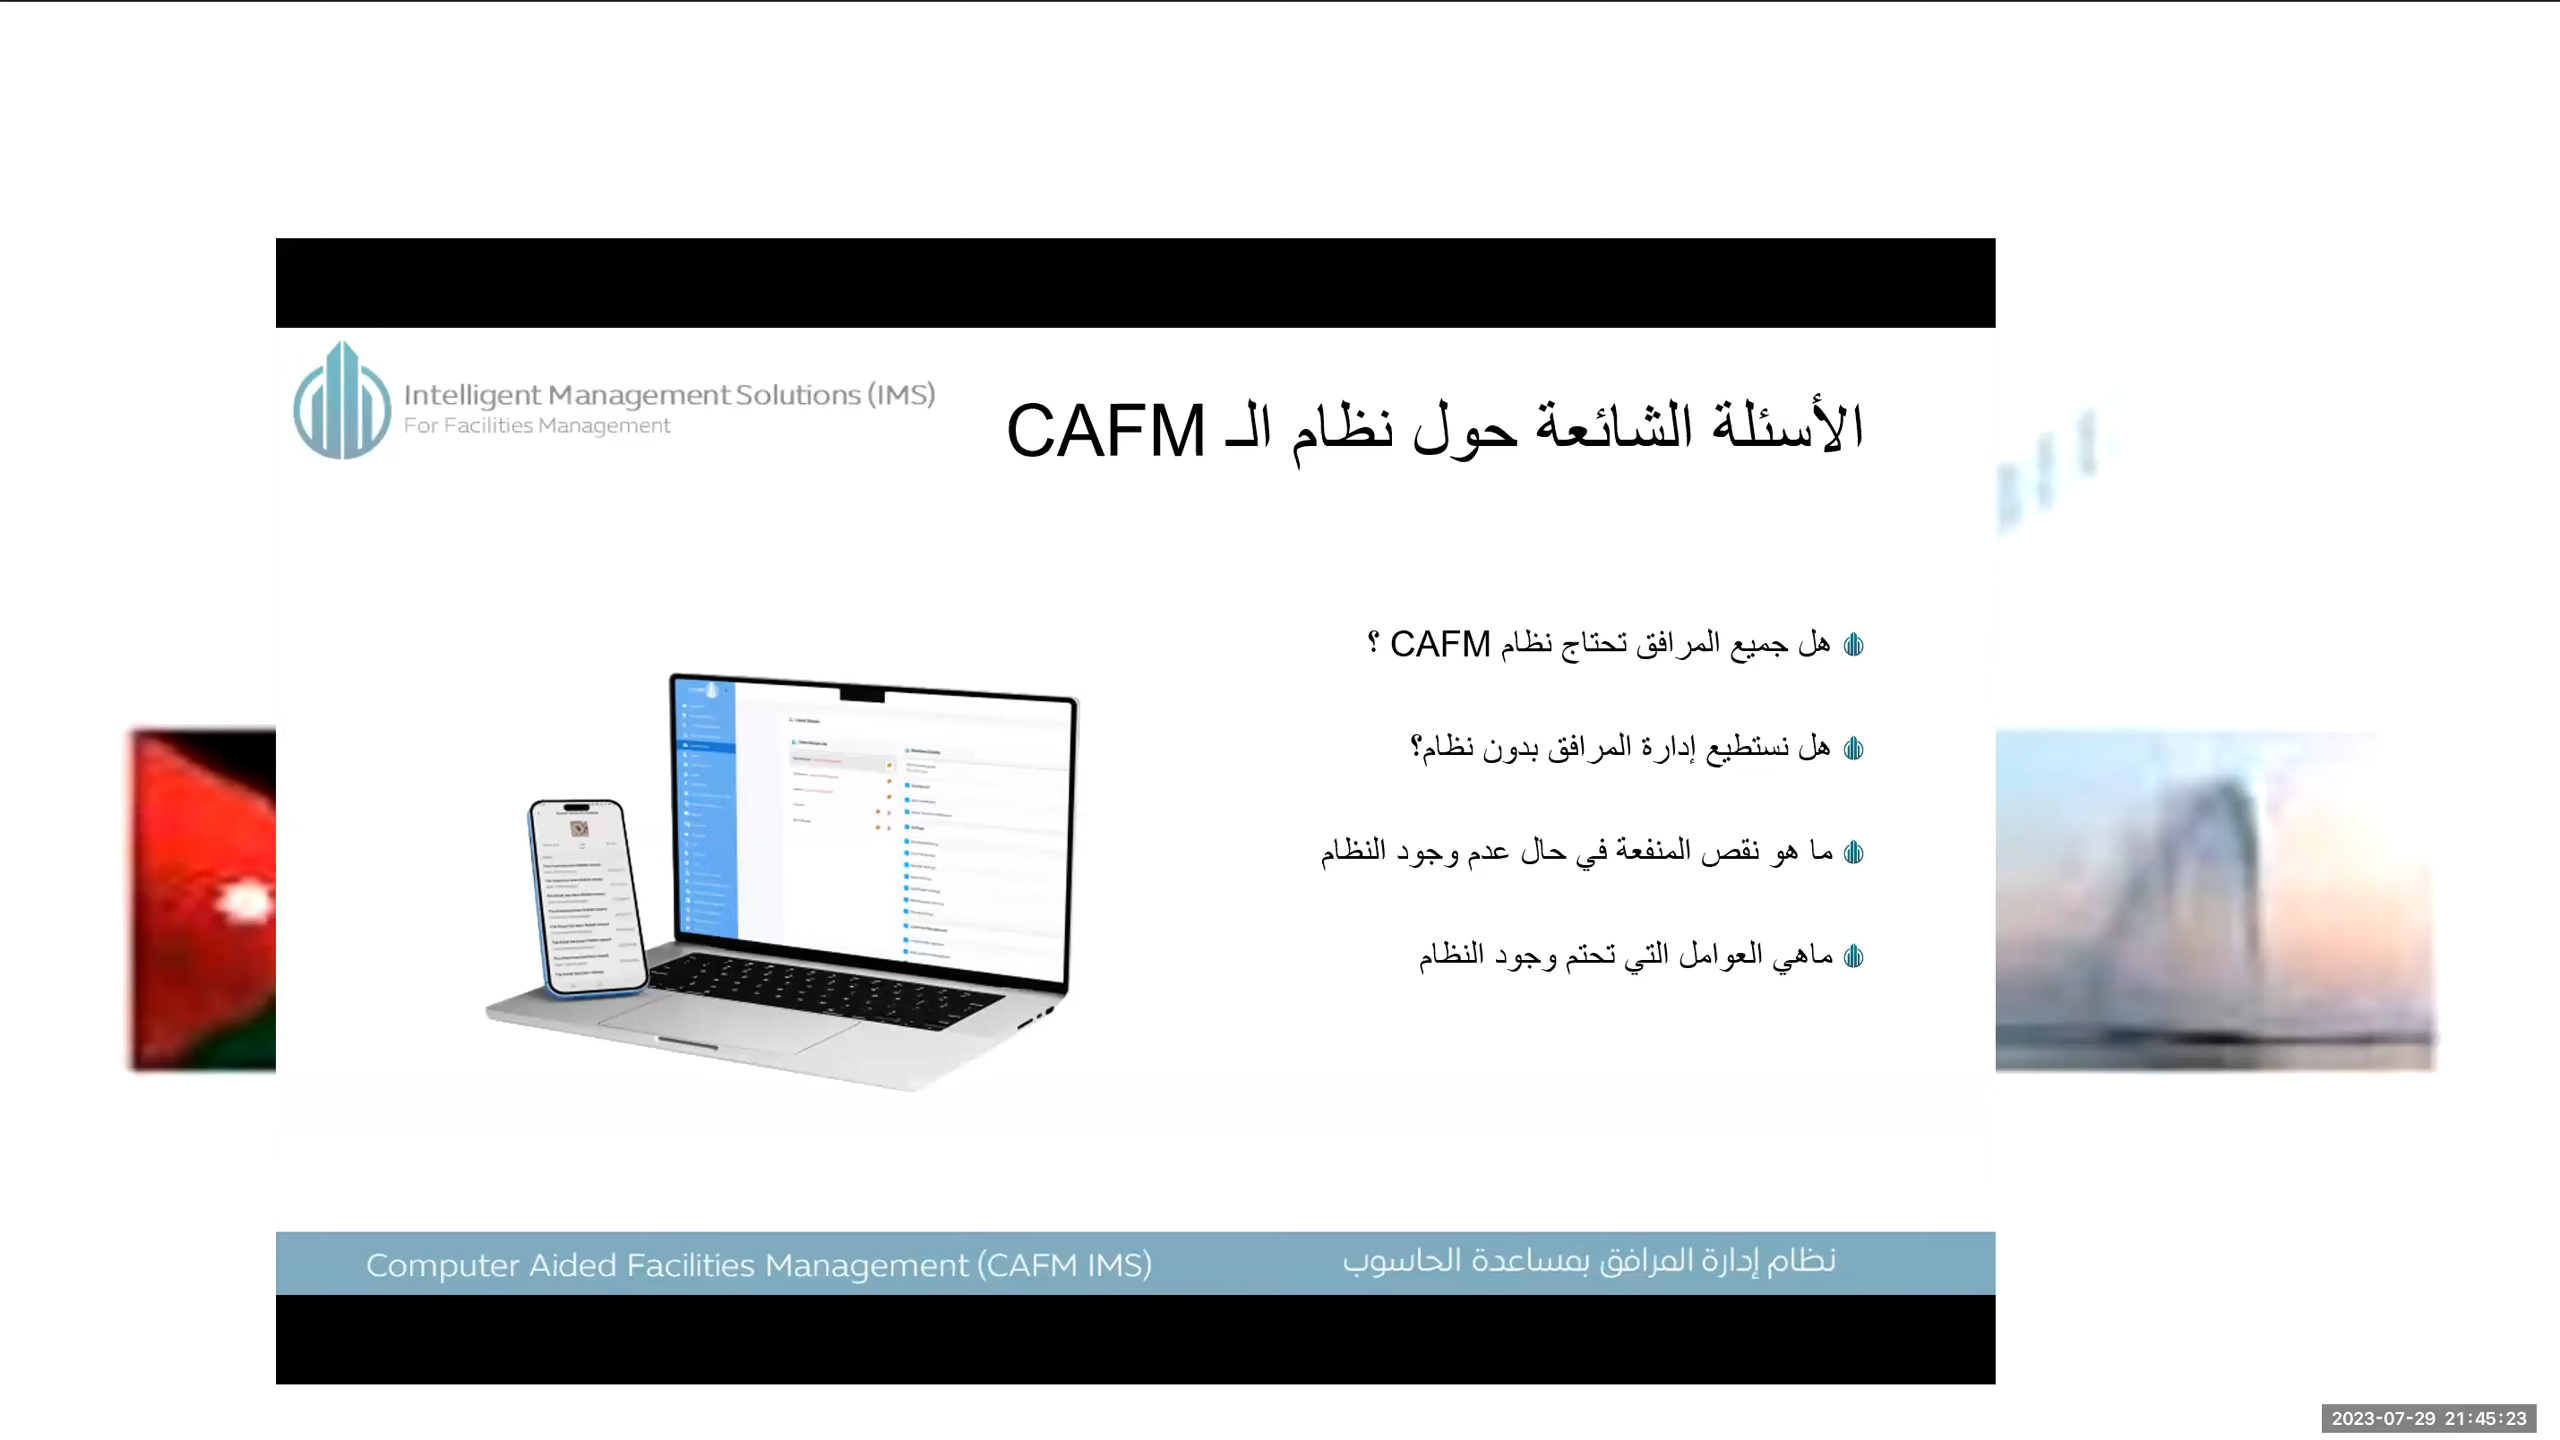 Intelligent Management Solutions (IMS)
For Facilities Management
الأسئلة الشائعة حول نظام الـ CAFM
هل جميع المرافق تحتاج نظام CAFM ؟
هل نستطيع إدارة المرافق بدون نظام؟
ما هو نقص المنفعة في حال عدم وجود النظام
ماهي العوامل التي تحتم وجود النظام
Computer Aided Facilities Management (CAFM IMS)
نظام إدارة المرافق بمساعدة الحاسوب
2023-07-29 21:45:23